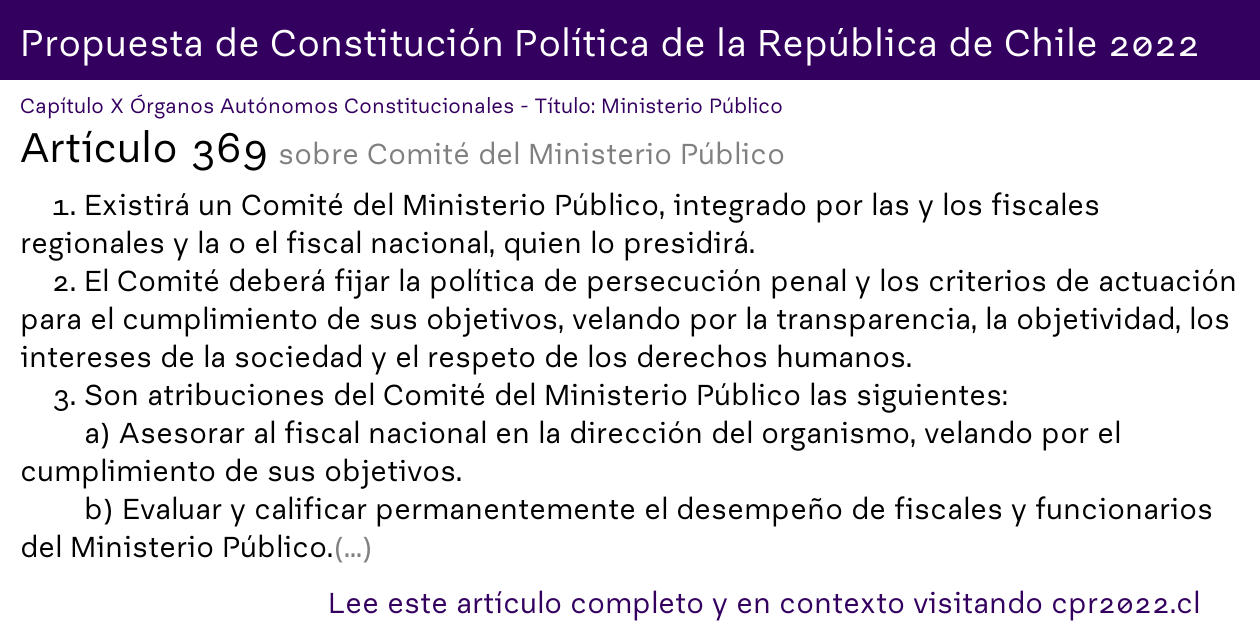 Propuesta de Constitución Política de la República de Chile 2022
Capítulo X Órganos Autónomos Constitucionales - Título: Ministerio Público
Artículo 369 sobre Comité del Ministerio Público
1. Existirá un Comité del Ministerio Público, integrado por las y los fiscales
regionales y la o el fiscal nacional, quien lo presidirá.
2. El Comité deberá fijar la política de persecución penal y los criterios de actuación
para el cumplimiento de sus objetivos, velando por la transparencia, la objetividad, los
intereses de la sociedad y el respeto de los derechos humanos.
3. Son atribuciones del Comité del Ministerio Público las siguientes:
a) Asesorar al fiscal nacional en la dirección del organismo, velando por el
cumplimiento de sus objetivos.
b) Evaluar y calificar permanentemente el desempeño de fiscales y funcionarios
del Ministerio Público.(...)
Lee este artículo completo y en contexto visitando cpr2022.cl